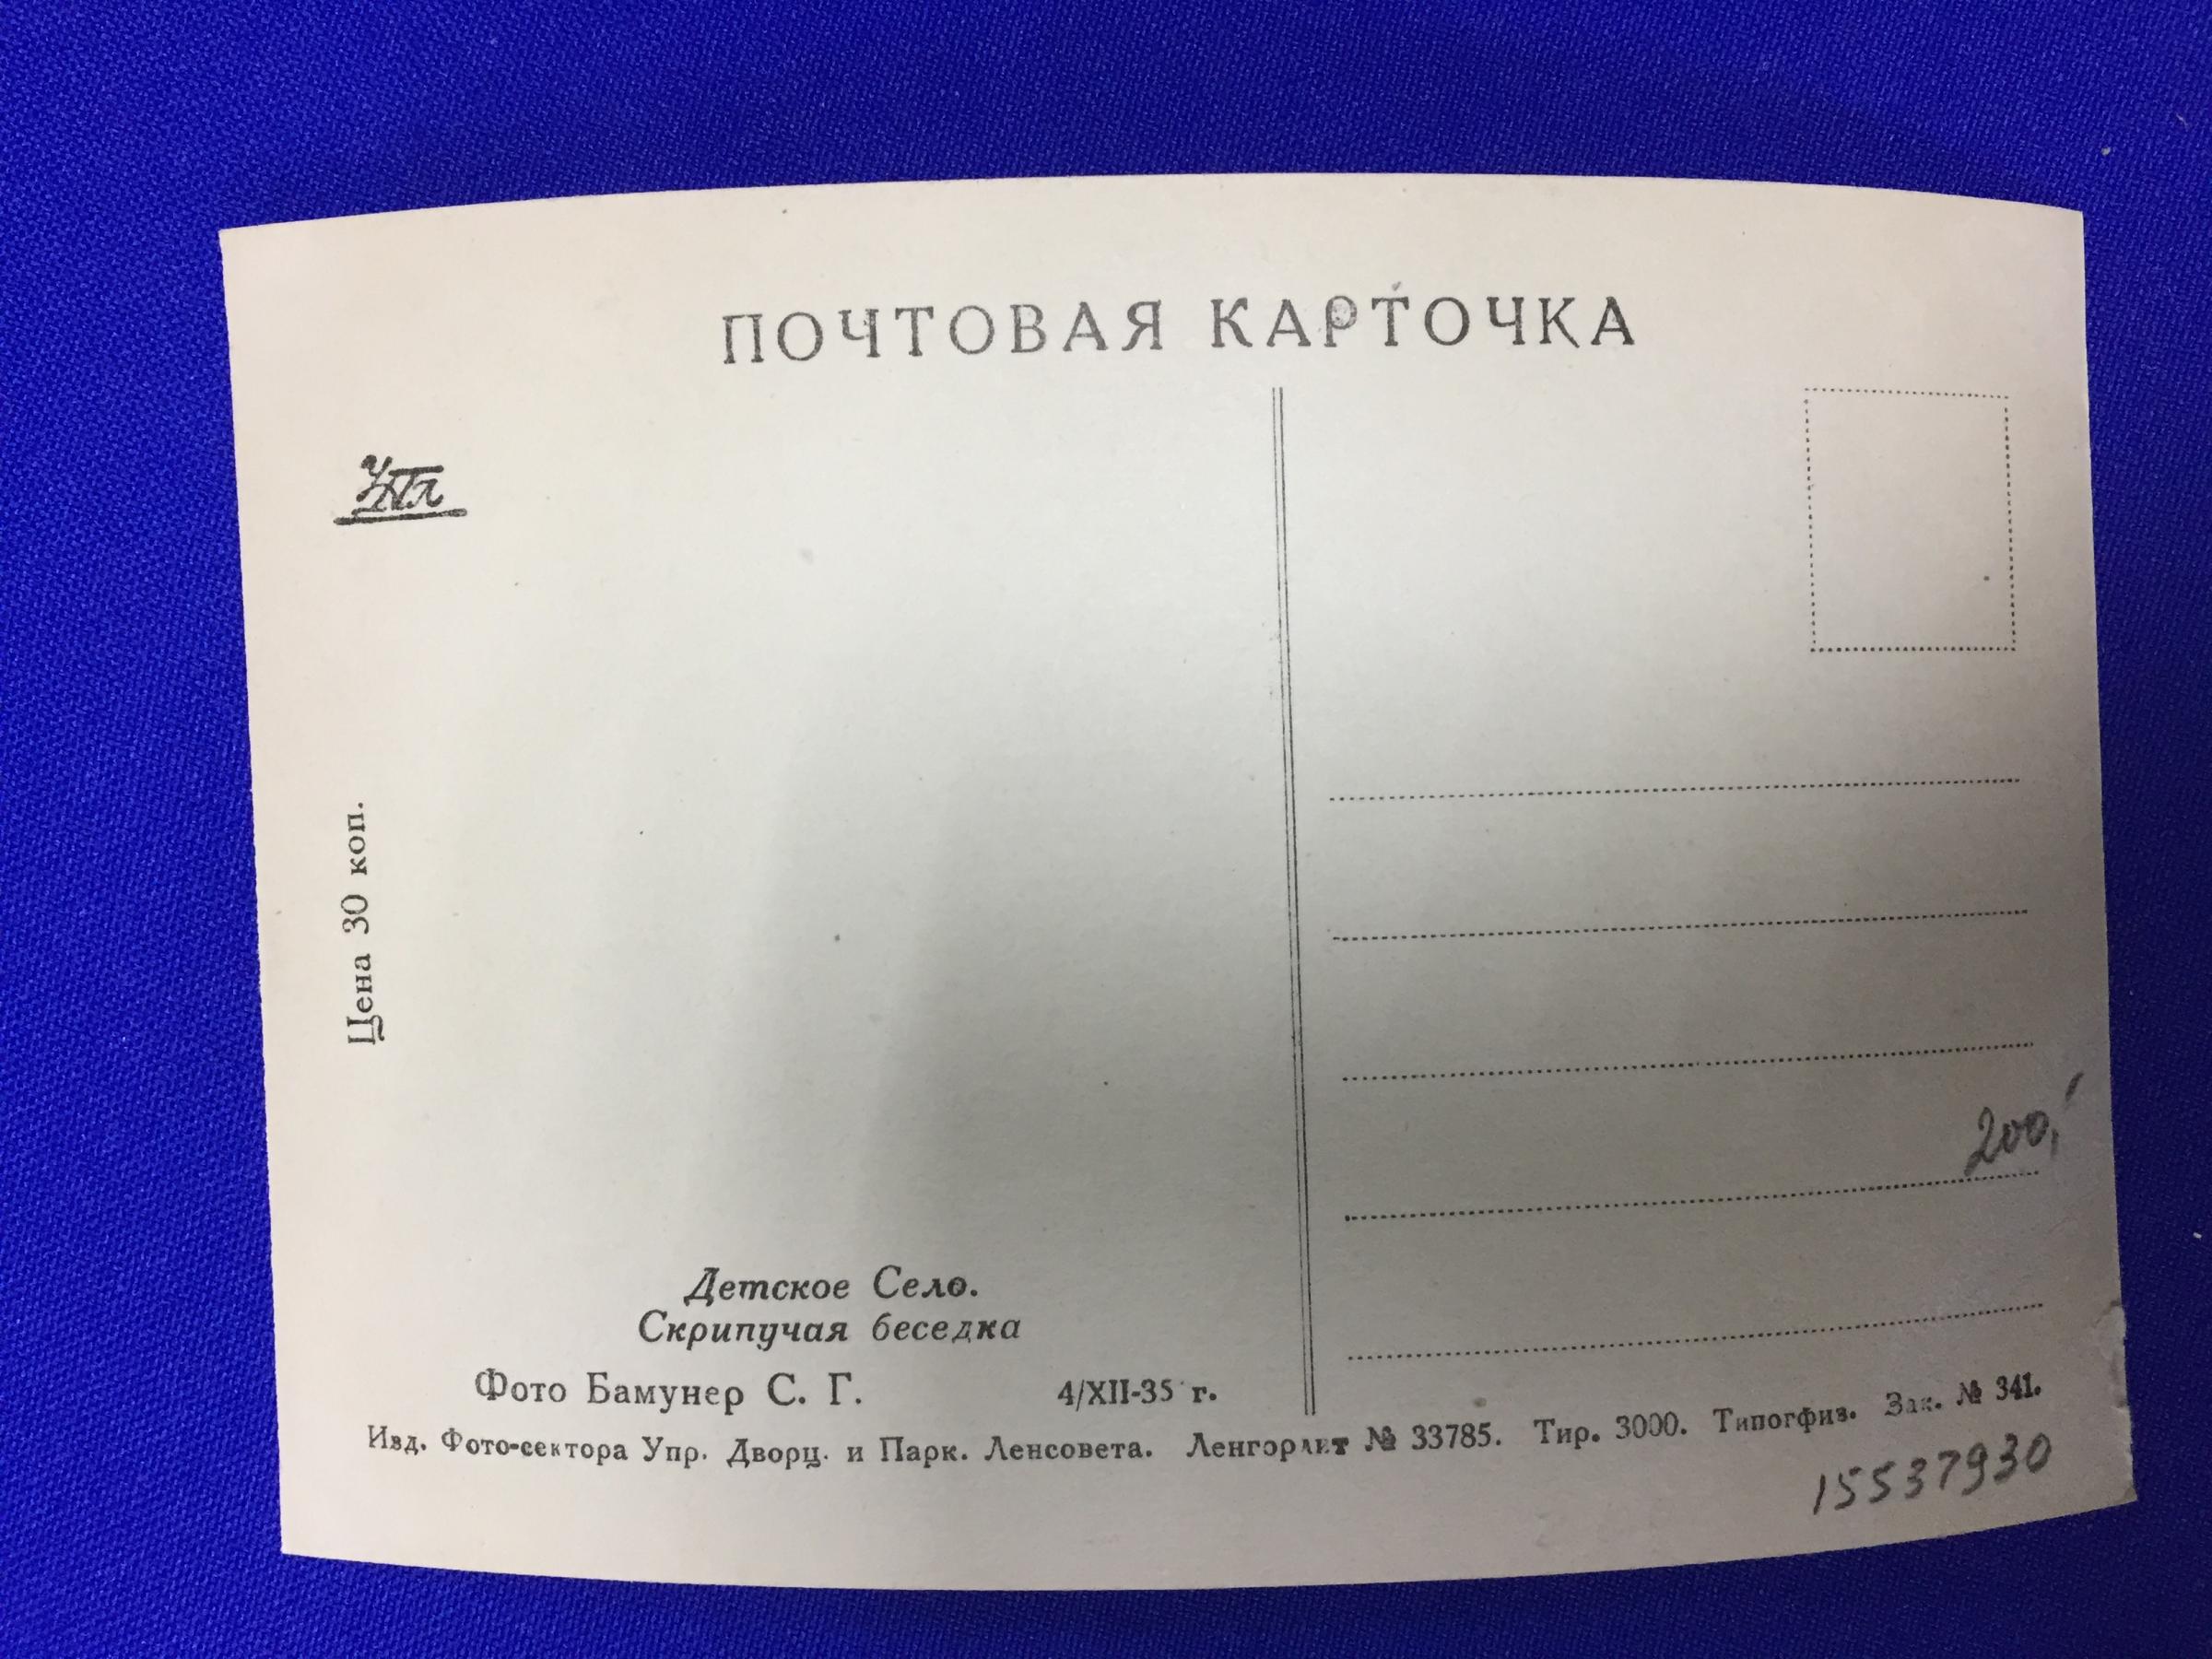 ПОЧТОВАЯ КАРТОЧКА
Цена 30 коп.
200,
Детское Село.
Скрипучая беседка
Фото Бамунер С. Г. 4/XII-35 г.
Изд. Фото-сектора Упр. Дворц. и Парк. Ленсовета. Ленгорлит № 33785. Тир. 3000. Типогфиз. Зак. № 341.
15537930